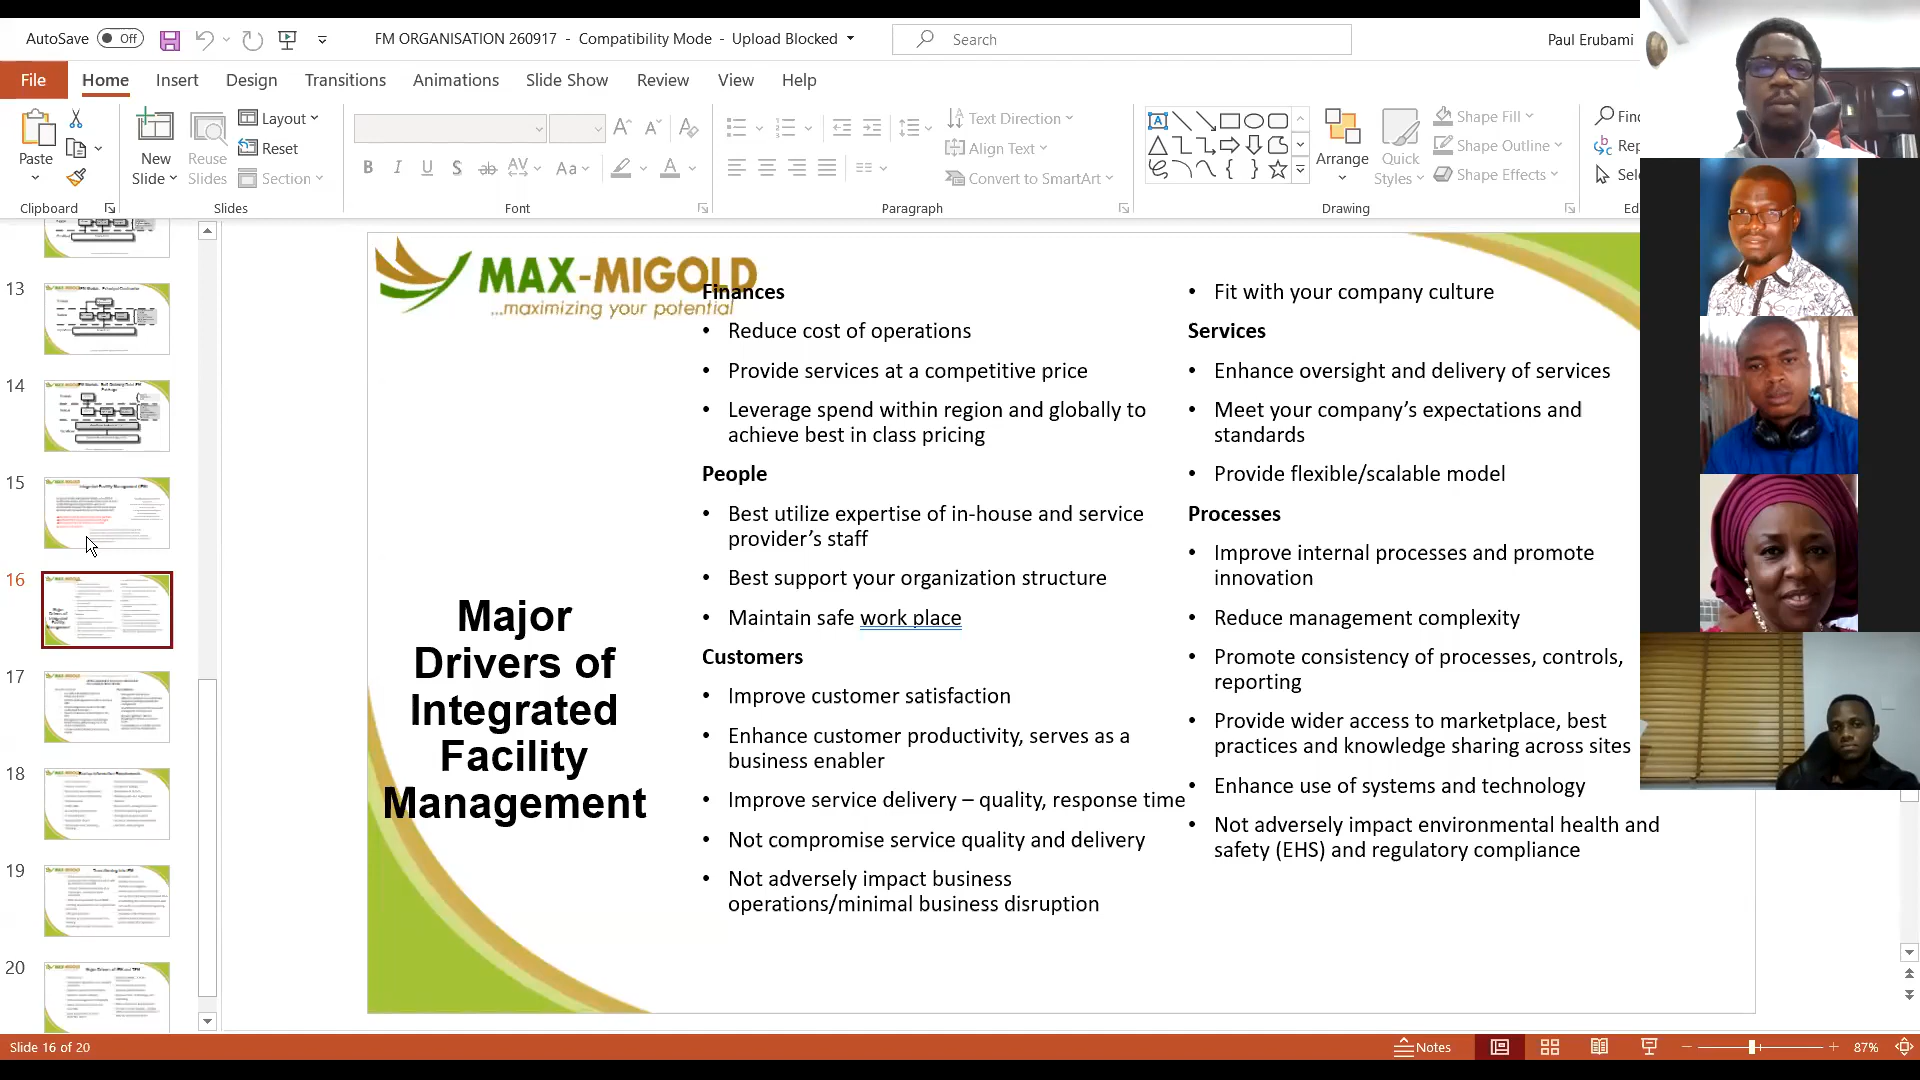 AutoSave Off
FM ORGANISATION 260917 - Compatibility Mode - Upload Blocked
Search
Paul Erubami
File
Home
Insert
Design
Transitions
Animations
Slide Show
Review
View
Help
Paste
New
Slide
Reuse
Slides
Layout
Reset
Section
B I U S ab AV Aa A
Text Direction
Align Text
Convert to SmartArt
Arrange
Quick
Styles
Shape Fill
Shape Outline
Shape Effects
Clipboard
Slides
Font
Paragraph
Drawing
13
14
15
16
17
18
19
20
MAX-MIGOLD
...maximizing your potential
Major
Drivers of
Integrated
Facility
Management
Finances
• Reduce cost of operations
• Provide services at a competitive price
• Leverage spend within region and globally to
achieve best in class pricing
People
• Best utilize expertise of in-house and service
provider’s staff
• Best support your organization structure
• Maintain safe work place
Customers
• Improve customer satisfaction
• Enhance customer productivity, serves as a
business enabler
• Improve service delivery – quality, response time
• Not compromise service quality and delivery
• Not adversely impact business
operations/minimal business disruption
• Fit with your company culture
Services
• Enhance oversight and delivery of services
• Meet your company’s expectations and
standards
• Provide flexible/scalable model
Processes
• Improve internal processes and promote
innovation
• Reduce management complexity
• Promote consistency of processes, controls,
reporting
• Provide wider access to marketplace, best
practices and knowledge sharing across sites
• Enhance use of systems and technology
• Not adversely impact environmental health and
safety (EHS) and regulatory compliance
Slide 16 of 20
Notes
87%